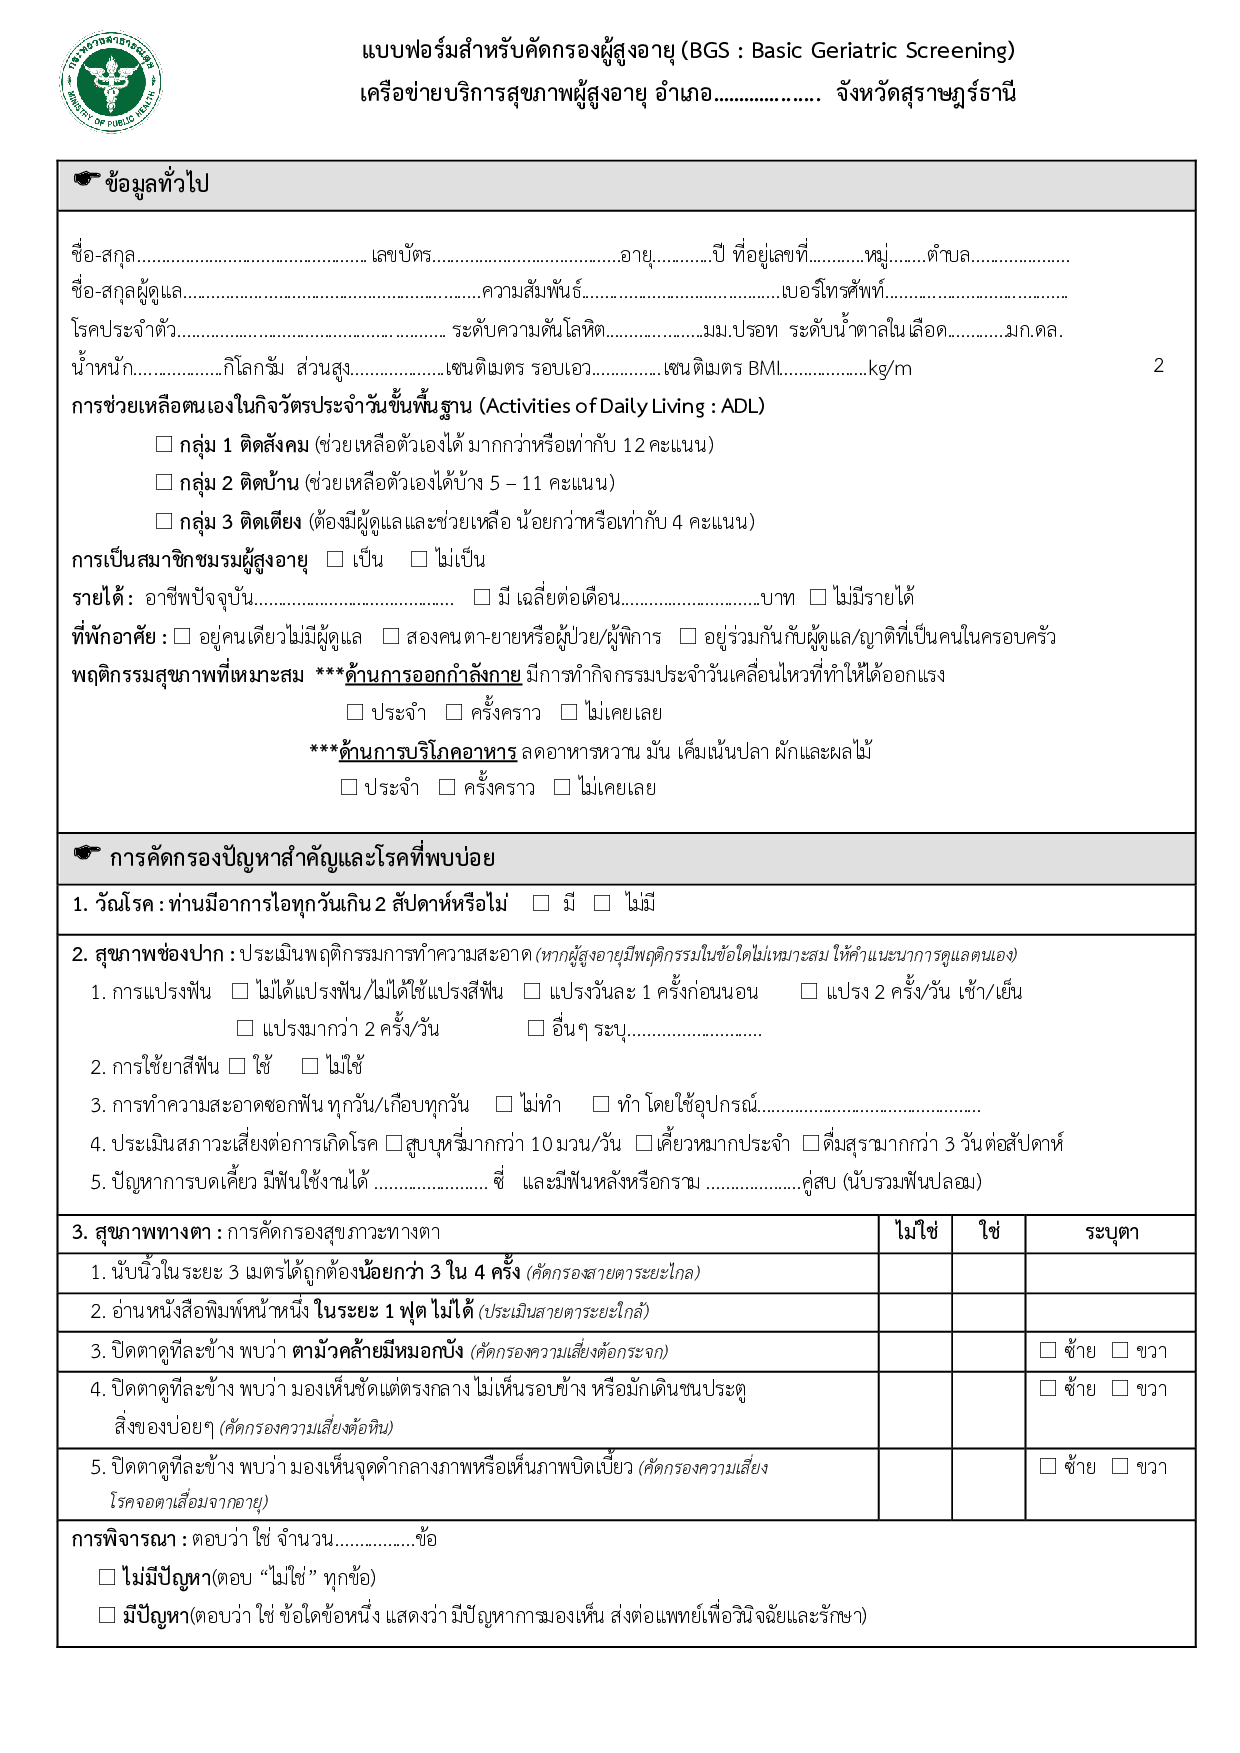 กระทรวงสาธารณสุข
MINISTRY OF PUBLIC HEALTH
แบบฟอร์มสำหรับคัดกรองผู้สูงอายุ (BGS : Basic Geriatric Screening)
เครือข่ายบริการสุขภาพผู้สูงอายุ อำเภอ.................... จังหวัดสุราษฎร์ธานี
☛ ข้อมูลทั่วไป
ชื่อ-สกุล............................................... เลขบัตร.......................................อายุ............ปี ที่อยู่เลขที่...........หมู่........ตำบล....................
ชื่อ-สกุลผู้ดูแล............................................................ความสัมพันธ์........................................เบอร์โทรศัพท์.....................................
โรคประจำตัว....................................................... ระดับความดันโลหิต....................มม.ปรอท ระดับน้ำตาลในเลือด............มก.ดล.
น้ำหนัก..................กิโลกรัม ส่วนสูง...................เซนติเมตร รอบเอว..............เซนติเมตร BMI..................kg/m 2
การช่วยเหลือตนเองในกิจวัตรประจำวันขั้นพื้นฐาน (Activities of Daily Living : ADL)
☐ กลุ่ม 1 ติดสังคม (ช่วยเหลือตัวเองได้ มากกว่าหรือเท่ากับ 12 คะแนน)
☐ กลุ่ม 2 ติดบ้าน (ช่วยเหลือตัวเองได้บ้าง 5 – 11 คะแนน)
☐ กลุ่ม 3 ติดเตียง (ต้องมีผู้ดูแลและช่วยเหลือ น้อยกว่าหรือเท่ากับ 4 คะแนน)
การเป็นสมาชิกชมรมผู้สูงอายุ ☐ เป็น ☐ ไม่เป็น
รายได้ : อาชีพปัจจุบัน........................................ ☐ มี เฉลี่ยต่อเดือน............................บาท ☐ ไม่มีรายได้
ที่พักอาศัย : ☐ อยู่คนเดียวไม่มีผู้ดูแล ☐ สองคนตา-ยายหรือผู้ป่วย/ผู้พิการ ☐ อยู่ร่วมกันกับผู้ดูแล/ญาติที่เป็นคนในครอบครัว
พฤติกรรมสุขภาพที่เหมาะสม ***ด้านการออกกำลังกาย มีการทำกิจกรรมประจำวันเคลื่อนไหวที่ทำให้ได้ออกแรง
☐ ประจำ ☐ ครั้งคราว ☐ ไม่เคยเลย
***ด้านการบริโภคอาหาร ลดอาหารหวาน มัน เค็มเน้นปลา ผักและผลไม้
☐ ประจำ ☐ ครั้งคราว ☐ ไม่เคยเลย
☛ การคัดกรองปัญหาสำคัญและโรคที่พบบ่อย
1. วัณโรค : ท่านมีอาการไอทุกวันเกิน 2 สัปดาห์หรือไม่ ☐ มี ☐ ไม่มี
2. สุขภาพช่องปาก : ประเมินพฤติกรรมการทำความสะอาด (หากผู้สูงอายุมีพฤติกรรมในข้อใดไม่เหมาะสม ให้คำแนะนาการดูแลตนเอง)
1. การแปรงฟัน ☐ ไม่ได้แปรงฟัน/ไม่ได้ใช้แปรงสีฟัน ☐ แปรงวันละ 1 ครั้งก่อนนอน ☐ แปรง 2 ครั้ง/วัน เช้า/เย็น
☐ แปรงมากว่า 2 ครั้ง/วัน ☐ อื่นๆ ระบุ...........................
2. การใช้ยาสีฟัน ☐ ใช้ ☐ ไม่ใช้
3. การทำความสะอาดซอกฟัน ทุกวัน/เกือบทุกวัน ☐ ไม่ทำ ☐ ทำ โดยใช้อุปกรณ์.............................................
4. ประเมินสภาวะเสี่ยงต่อการเกิดโรค ☐สูบบุหรี่มากกว่า 10 มวน/วัน ☐เคี้ยวหมากประจำ ☐ดื่มสุรามากกว่า 3 วันต่อสัปดาห์
5. ปัญหาการบดเคี้ยว มีฟันใช้งานได้ ....................... ซี่ และมีฟันหลังหรือกราม ...................คู่สบ (นับรวมฟันปลอม)
3. สุขภาพทางตา : การคัดกรองสุขภาวะทางตา ไม่ใช่ ใช่ ระบุตา
1. นับนิ้วในระยะ 3 เมตรได้ถูกต้องน้อยกว่า 3 ใน 4 ครั้ง (คัดกรองสายตาระยะไกล)
2. อ่านหนังสือพิมพ์หน้าหนึ่ง ในระยะ 1 ฟุต ไม่ได้ (ประเมินสายตาระยะใกล้)
3. ปิดตาดูทีละข้าง พบว่า ตามัวคล้ายมีหมอกบัง (คัดกรองความเสี่ยงต้อกระจก) ☐ ซ้าย ☐ ขวา
4. ปิดตาดูทีละข้าง พบว่า มองเห็นชัดแต่ตรงกลาง ไม่เห็นรอบข้าง หรือมักเดินชนประตู ☐ ซ้าย ☐ ขวา
สิ่งของบ่อยๆ (คัดกรองความเสี่ยงต้อหิน)
5. ปิดตาดูทีละข้าง พบว่า มองเห็นจุดดำกลางภาพหรือเห็นภาพบิดเบี้ยว (คัดกรองความเสี่ยง ☐ ซ้าย ☐ ขวา
โรคจอตาเสื่อมจากอายุ)
การพิจารณา : ตอบว่า ใช่ จำนวน................ข้อ
☐ ไม่มีปัญหา(ตอบ “ไม่ใช่” ทุกข้อ)
☐ มีปัญหา(ตอบว่า ใช่ ข้อใดข้อหนึ่ง แสดงว่า มีปัญหาการมองเห็น ส่งต่อแพทย์เพื่อวินิจฉัยและรักษา)